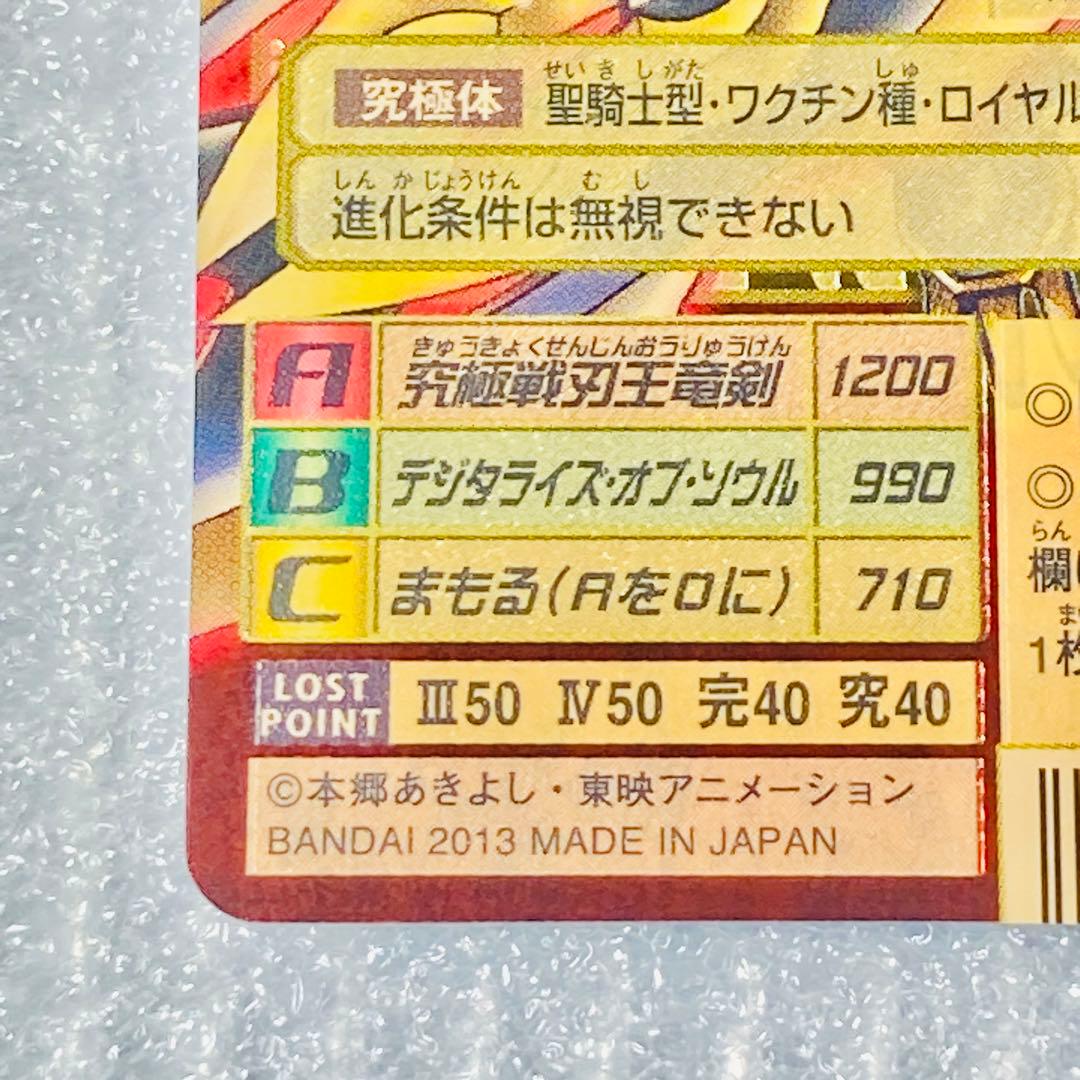 せいきしがた しゅ
究極体 聖騎士型・ワクチン種・ロイヤル
しんかじょうけん むし
進化条件は無視できない
きゅうきょくせんじんおうりゅうけん
A 究極戦刃王竜剣 1200
B デジタライズ・オブ・ソウル 990
C まもる(Aを0に) 710
LOST POINT Ⅲ50 Ⅳ50 完40 究40
©本郷あきよし・東映アニメーション
BANDAI 2013 MADE IN JAPAN
◎
◎
らん
欄
ま
1枚